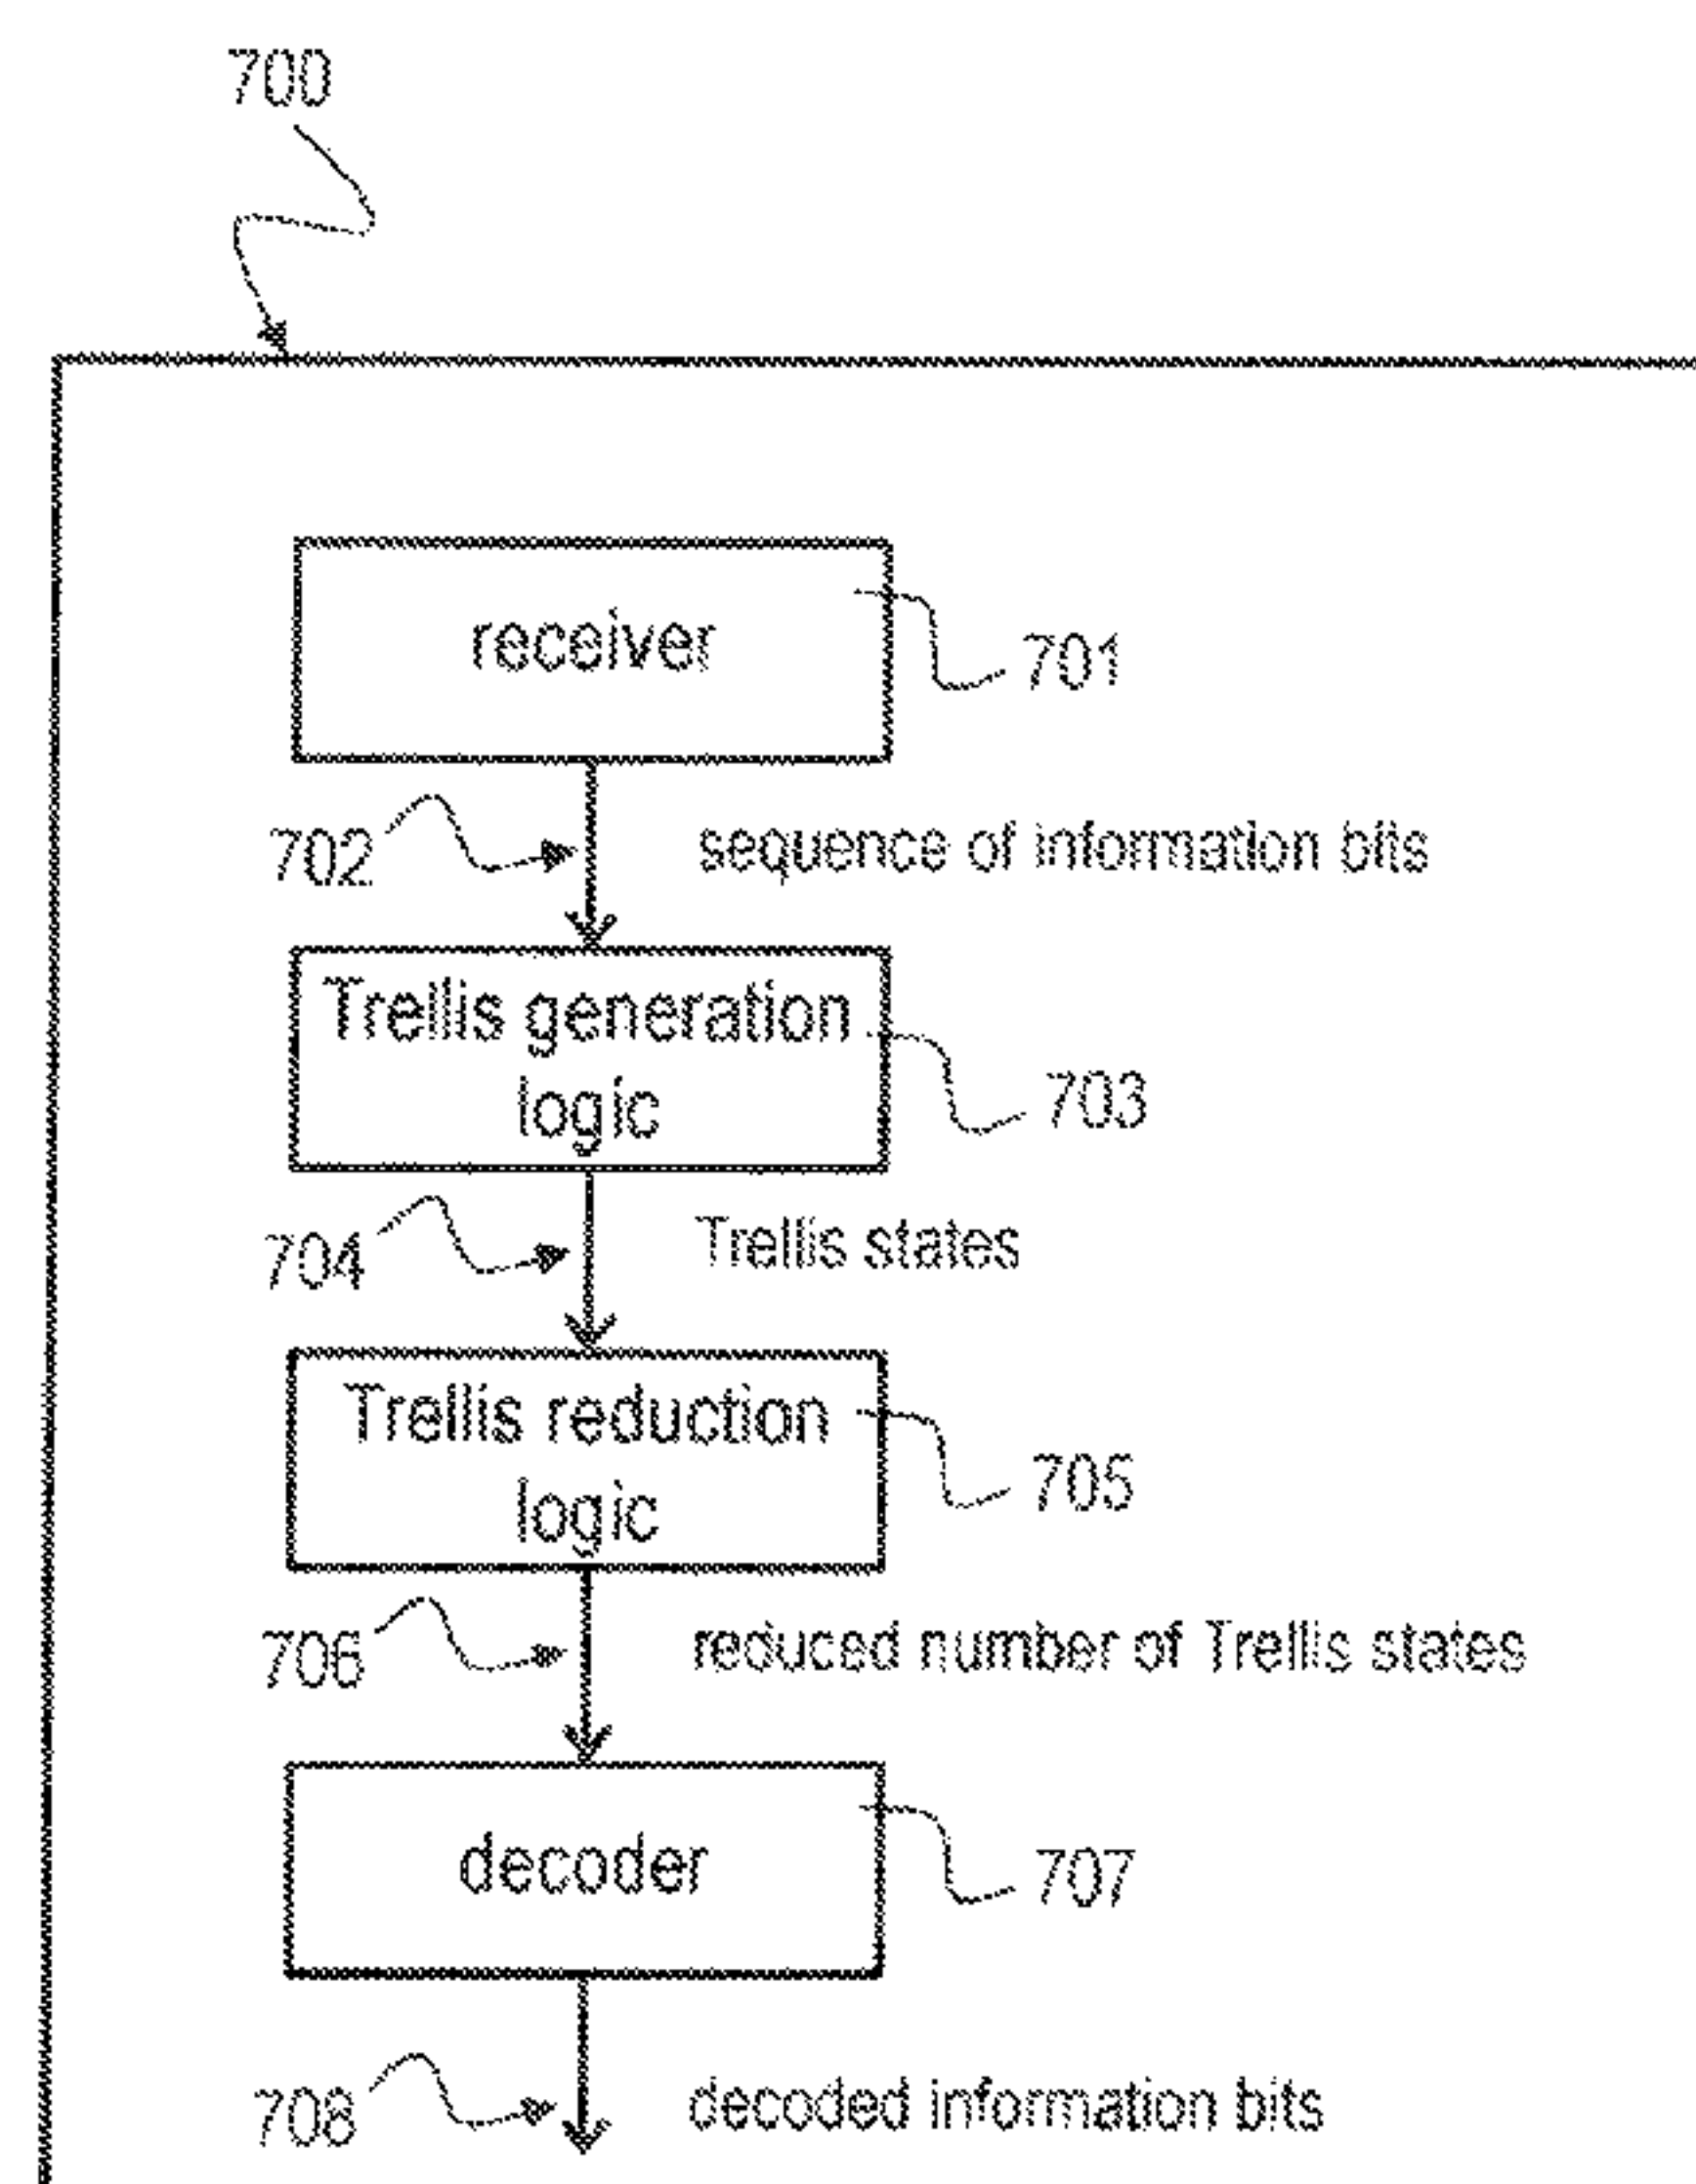 700
receiver
701
702
sequence of information bits
Trellis generation
logic
703
704
Trellis states
Trellis reduction
logic
705
706
reduced number of Trellis states
decoder
707
708
decoded information bits